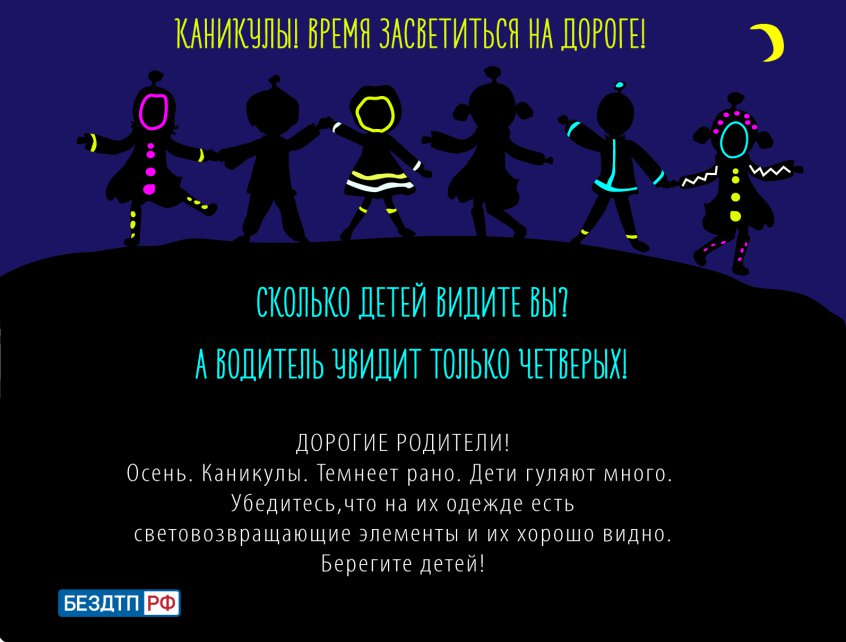 КАНИКУЛЫ! ВРЕМЯ ЗАСВЕТИТЬСЯ НА ДОРОГЕ!
СКОЛЬКО ДЕТЕЙ ВИДИТЕ ВЫ?
А ВОДИТЕЛЬ УВИДИТ ТОЛЬКО ЧЕТВЕРЫХ!
ДОРОГИЕ РОДИТЕЛИ!
Осень. Каникулы. Темнеет рано. Дети гуляют много.
Убедитесь,что на их одежде есть
световозвращающие элементы и их хорошо видно.
Берегите детей!
БЕЗДТП РФ